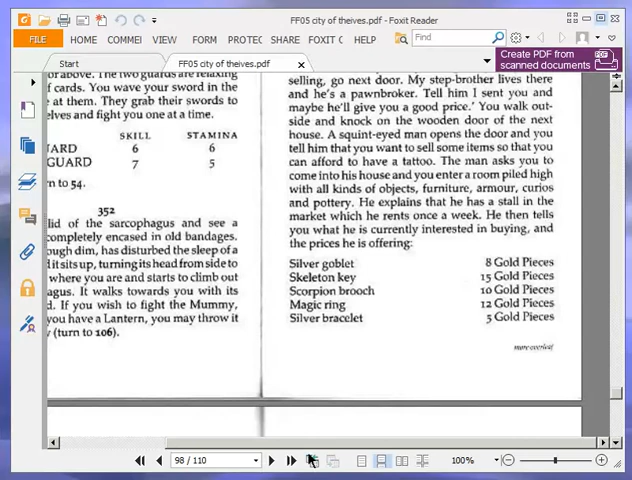 FF05 city of theives.pdf - Foxit Reader
FILE HOME COMMEI VIEW FORM PROTEC SHARE FOXIT C HELP Find
Create PDF from
scanned documents
Start FF05 city of theives.pdf
or above. The two guards are relaxing
f cards. You wave your sword in the
e at them. They grab their swords to
elves and fight you one at a time.
SKILL STAMINA
ARD 6 6
GUARD 7 5
n to 54.
352
lid of the sarcophagus and see a
completely encased in old bandages.
ough dim, has disturbed the sleep of a
d it sits up, turning its head from side to
where you are and starts to climb out
agus. It walks towards you with its
d. If you wish to fight the Mummy,
you have a Lantern, you may throw it
y (turn to 106).
selling, go next door. My step-brother lives there
and he's a pawnbroker. Tell him I sent you and
maybe he'll give you a good price.' You walk out-
side and knock on the wooden door of the next
house. A squint-eyed man opens the door and you
tell him that you want to sell some items so that you
can afford to have a tattoo. The man asks you to
come into his house and you enter a room piled high
with all kinds of objects, furniture, armour, curios
and pottery. He explains that he has a stall in the
market which he rents once a week. He then tells
you what he is currently interested in buying, and
the prices he is offering:
Silver goblet 8 Gold Pieces
Skeleton key 15 Gold Pieces
Scorpion brooch 10 Gold Pieces
Magic ring 12 Gold Pieces
Silver bracelet 5 Gold Pieces
more overleaf
98 / 110 100%